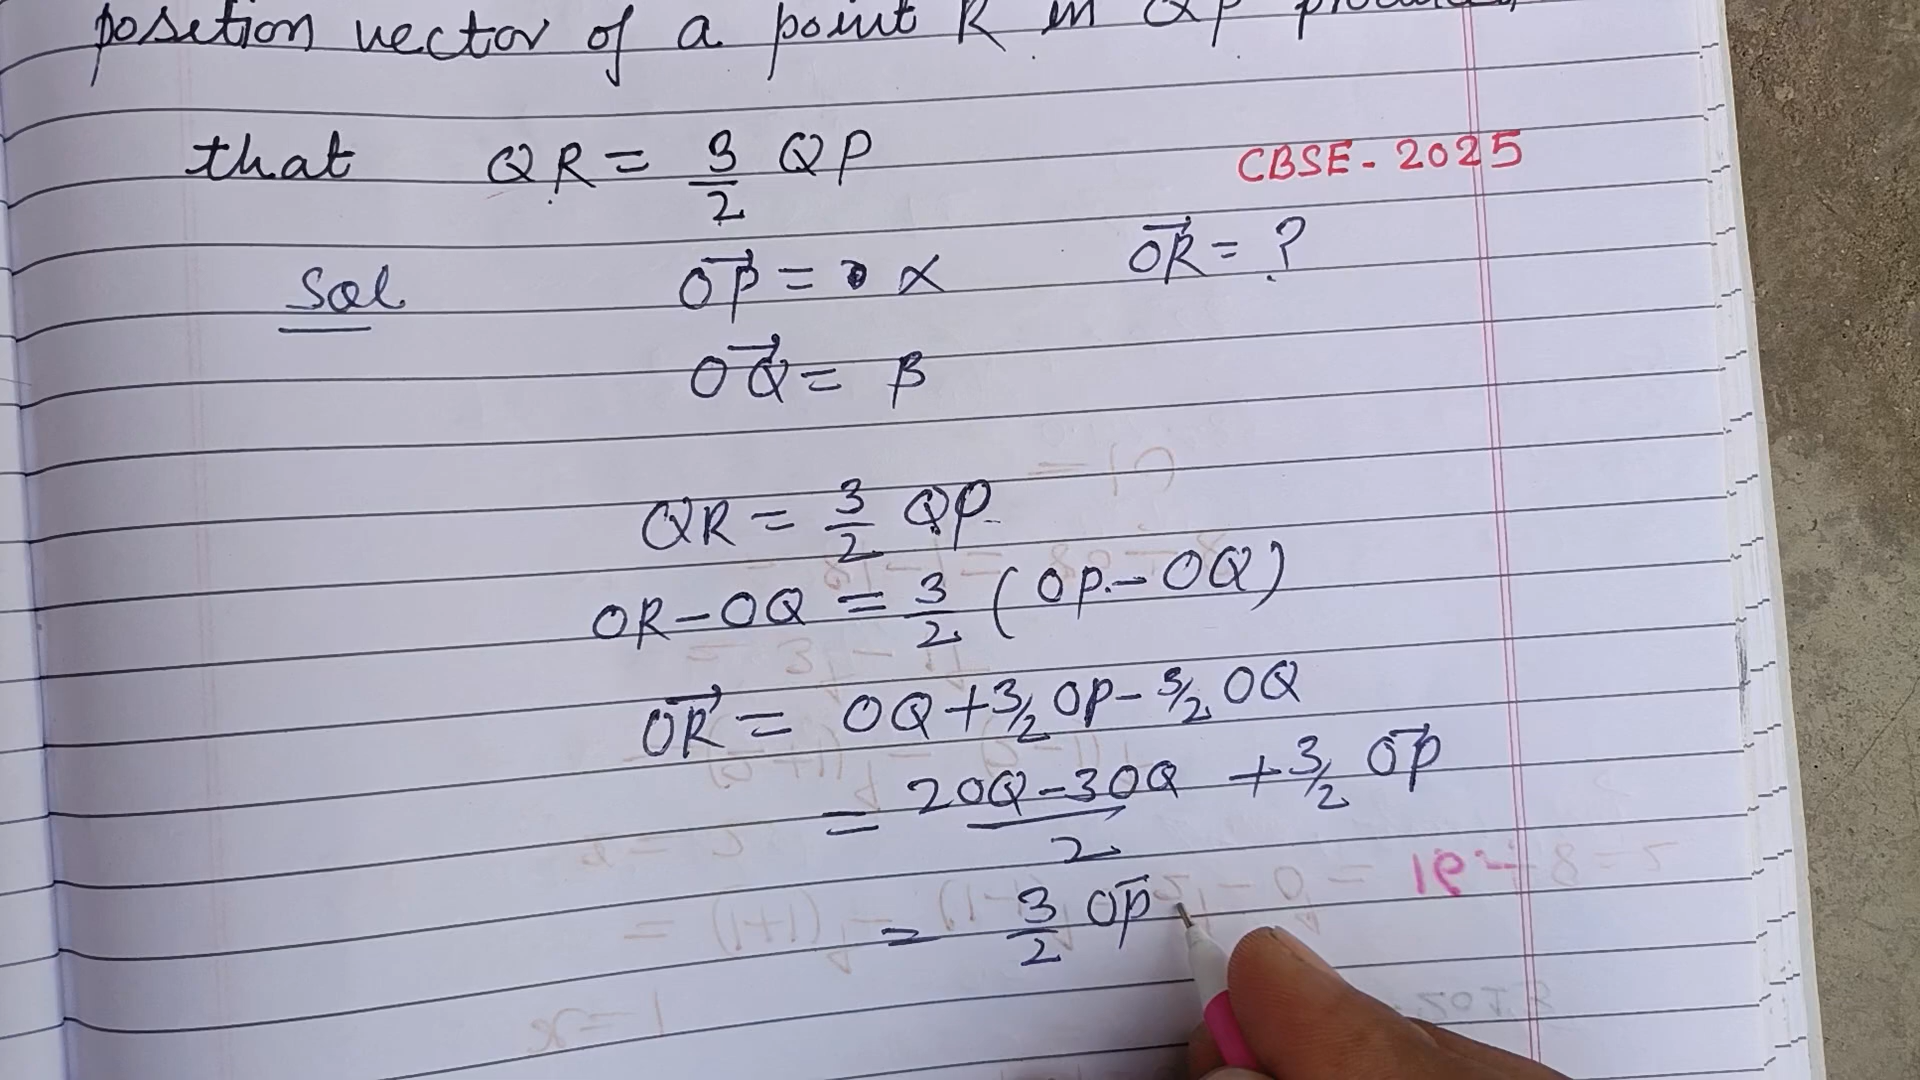 posetion vector of a point R in QP
that QR = 3/2 QP CBSE - 2025
Sol OP = α OR = ?
OQ = β
QR = 3/2 QP
OR - OQ = 3/2 (OP - OQ)
OR = OQ + 3/2 OP - 3/2 OQ
= 2OQ - 3OQ / 2 + 3/2 OP
= 3/2 OP